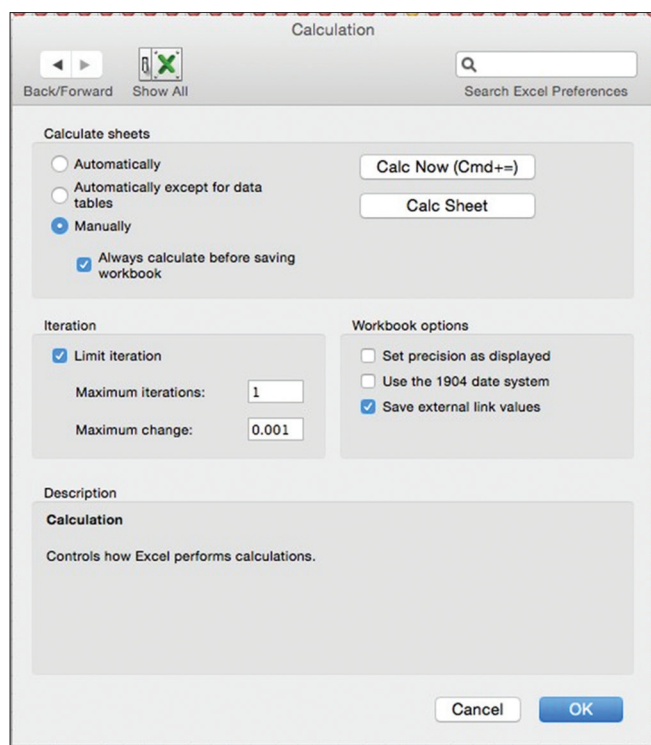 Calculation
Back/Forward
Show All
Search Excel Preferences
Calculate sheets
Automatically
Automatically except for data
tables
Manually
Always calculate before saving
workbook
Calc Now (Cmd+=)
Calc Sheet
Iteration
Limit iteration
Maximum iterations: 1
Maximum change: 0.001
Workbook options
Set precision as displayed
Use the 1904 date system
Save external link values
Description
Calculation
Controls how Excel performs calculations.
Cancel
OK